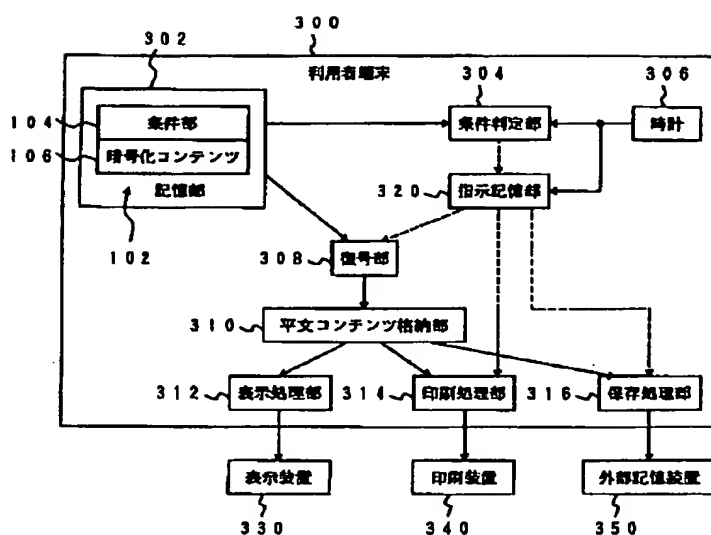 300
302
利用者端末
304
306
104
条件部
条件判定部
時計
106
暗号化コンテンツ
記憶部
320
指示記憶部
102
308
復号部
310
平文コンテンツ格納部
312
表示処理部
314
印刷処理部
316
保存処理部
表示装置
印刷装置
外部記憶装置
330
340
350